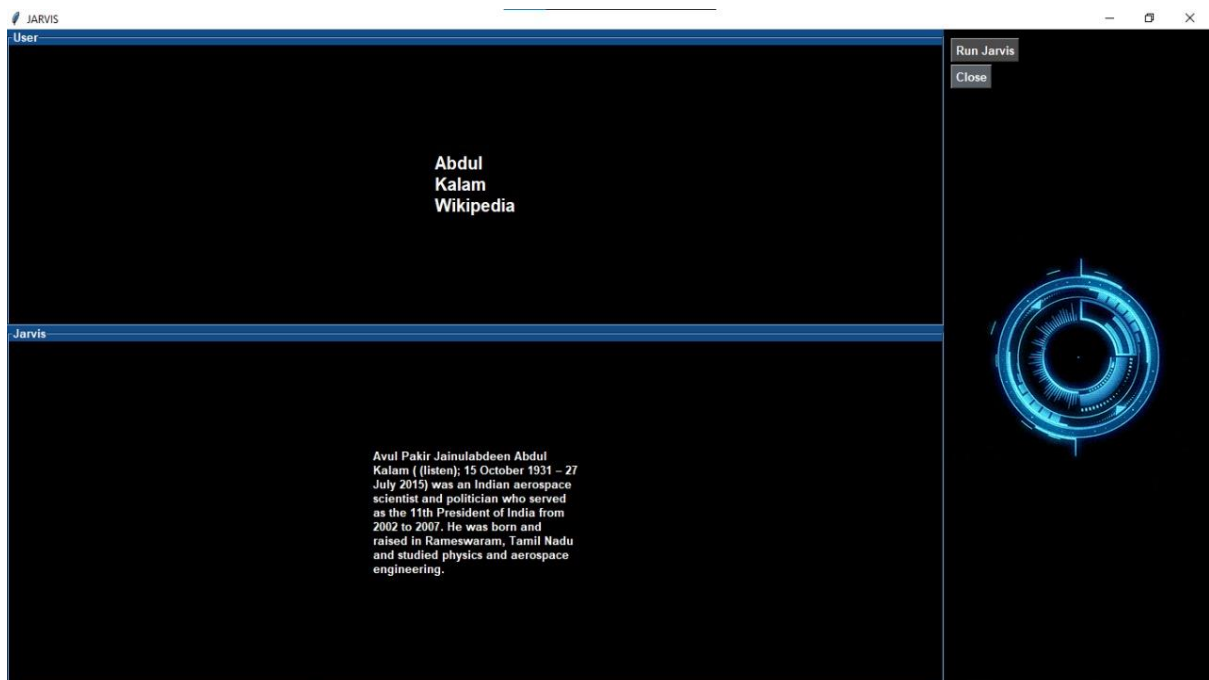 JARVIS
User
Run Jarvis
Close
Abdul
Kalam
Wikipedia
Jarvis
Avul Pakir Jainulabdeen Abdul
Kalam ( (listen); 15 October 1931 – 27
July 2015) was an Indian aerospace
scientist and politician who served
as the 11th President of India from
2002 to 2007. He was born and
raised in Rameswaram, Tamil Nadu
and studied physics and aerospace
engineering.